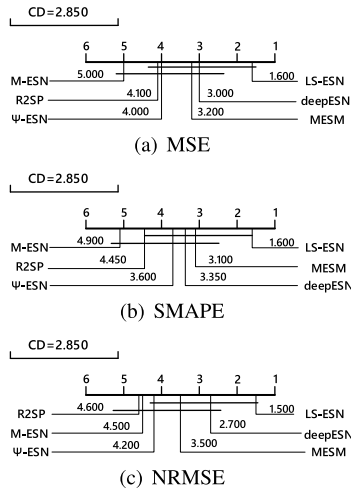 CD=2.850
6 5 4 3 2 1
M-ESN 5.000 1.600 LS-ESN
R2SP 4.100 3.000 deepESN
Ψ-ESN 4.000 3.200 MESM
(a) MSE
CD=2.850
6 5 4 3 2 1
M-ESN 4.900 1.600 LS-ESN
R2SP 4.450 3.100 MESM
Ψ-ESN 3.600 3.350 deepESN
(b) SMAPE
CD=2.850
6 5 4 3 2 1
R2SP 4.600 1.500 LS-ESN
M-ESN 4.500 2.700 deepESN
Ψ-ESN 4.200 3.500 MESM
(c) NRMSE